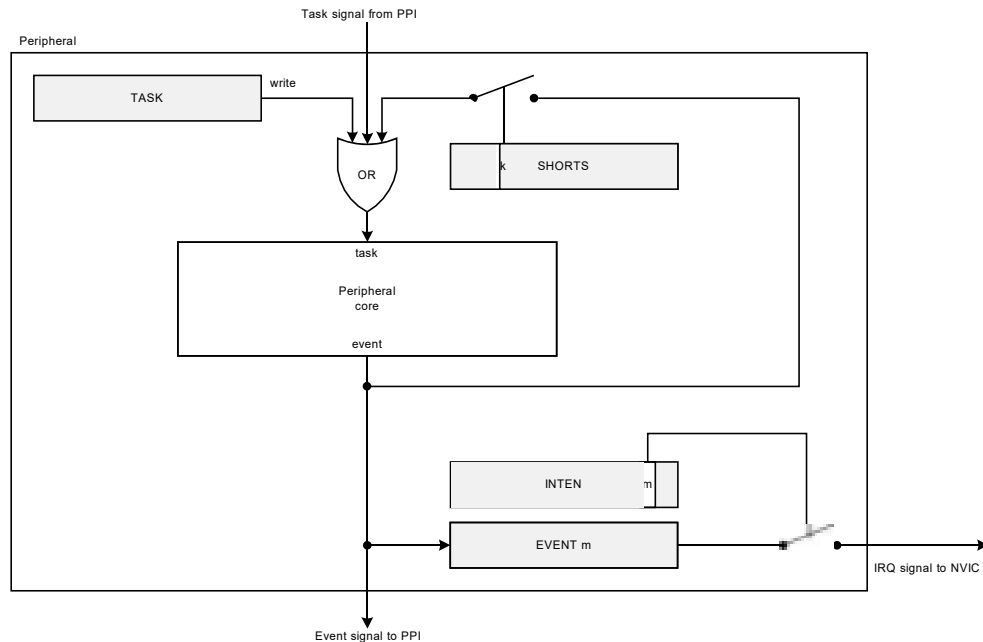 Task signal from PPI
Peripheral
write
TASK
k SHORTS
OR
task
Peripheral
core
event
INTEN m
EVENT m
IRQ signal to NVIC
Event signal to PPI